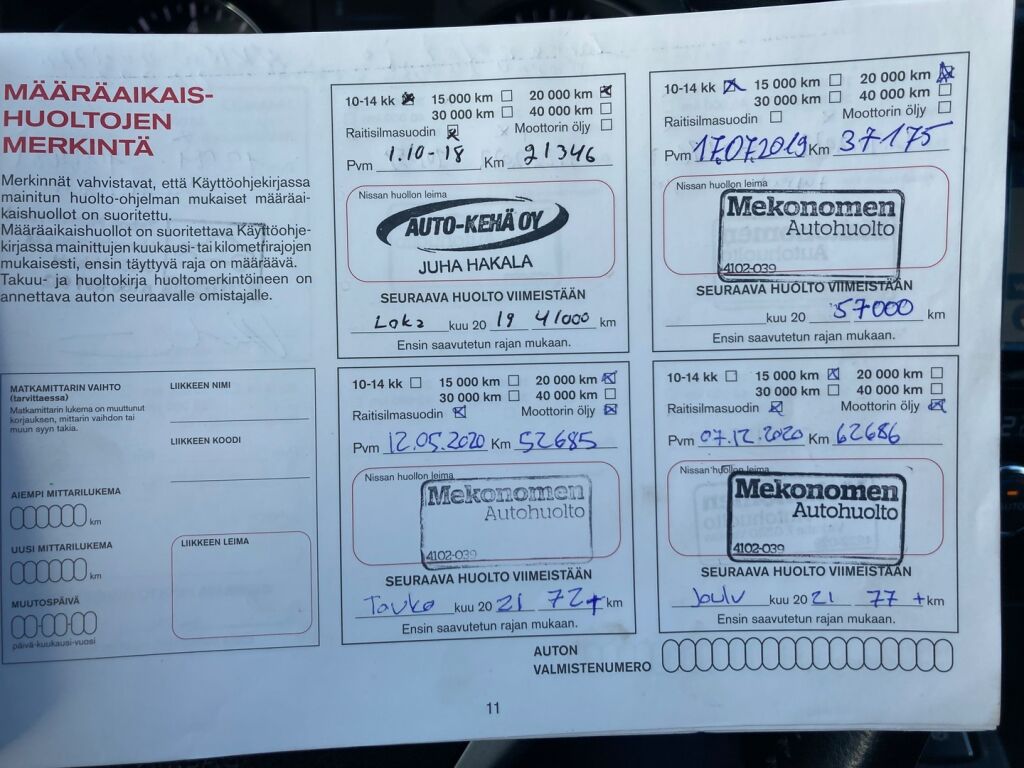 MÄÄRÄAIKAIS-
HUOLTOJEN
MERKINTÄ
Merkinnät vahvistavat, että Käyttöohjekirjassa
mainitun huolto-ohjelman mukaiset määräai-
kaishuollot on suoritettu.
Määräaikaishuollot on suoritettava Käyttöohje-
kirjassa mainittujen kuukausi- tai kilometrirajojen
mukaisesti, ensin täyttyvä raja on määräävä.
Takuu- ja huoltokirja huoltomerkintöineen on
annettava auton seuraavalle omistajalle.
10-14 kk 15 000 km 20 000 km
30 000 km 40 000 km
Raitisilmasuodin Moottorin öljy
Pvm 1.10.18 Km 21346
AUTO-KEHÄ OY
JUHA HAKALA
SEURAAVA HUOLTO VIIMEISTÄÄN
Loka kuu 20 19 41000 km
Ensin saavutetun rajan mukaan.
10-14 kk 15 000 km 20 000 km
30 000 km 40 000 km
Raitisilmasuodin Moottorin öljy
Pvm 17.07.2019 Km 37175
Nissan huollon leima
Mekonomen
Autohuolto
4102-039
SEURAAVA HUOLTO VIIMEISTÄÄN
kuu 20 57000 km
Ensin saavutetun rajan mukaan.
MATKAMITTARIN VAIHTO
(tarvittaessa)
Matkamittarin lukema on muuttunut
korjauksen, mittarin vaihdon tai
muun syyn takia.
LIIKKEEN NIMI
LIIKKEEN KOODI
AIEMPI MITTARILUKEMA
km
UUSI MITTARILUKEMA
km
MUUTOSPÄIVÄ
päivä-kuukausi-vuosi
LIIKKEEN LEIMA
10-14 kk 15 000 km 20 000 km
30 000 km 40 000 km
Raitisilmasuodin Moottorin öljy
Pvm 12.05.2020 Km 52685
Nissan huollon leima
Mekonomen
Autohuolto
4102-039
SEURAAVA HUOLTO VIIMEISTÄÄN
Touko kuu 20 21 72+ km
Ensin saavutetun rajan mukaan.
10-14 kk 15 000 km 20 000 km
30 000 km 40 000 km
Raitisilmasuodin Moottorin öljy
Pvm 07.12.2020 Km 62686
Nissan huollon leima
Mekonomen
Autohuolto
4102-039
SEURAAVA HUOLTO VIIMEISTÄÄN
Joulu kuu 20 21 77 + km
Ensin saavutetun rajan mukaan.
AUTON
VALMISTENUMERO
11